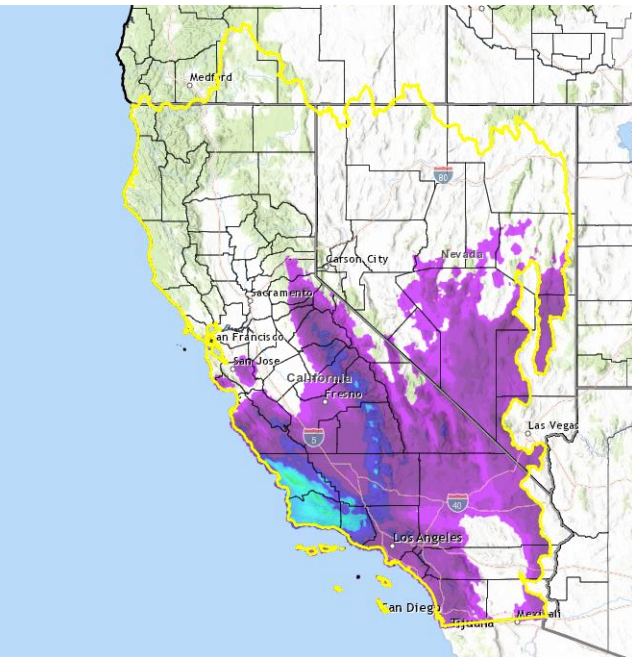 Medford
80
Carson City
Nevada
Sacramento
an Francisco
San Jose
California
Fresno
5
Las Vegas
40
Los Angeles
San Diego
Tijuana
Mexicali